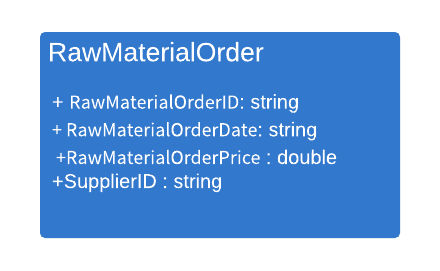 RawMaterialOrder
+ RawMaterialOrderID: string
+ RawMaterialOrderDate: string
+RawMaterialOrderPrice : double
+SupplierID : string